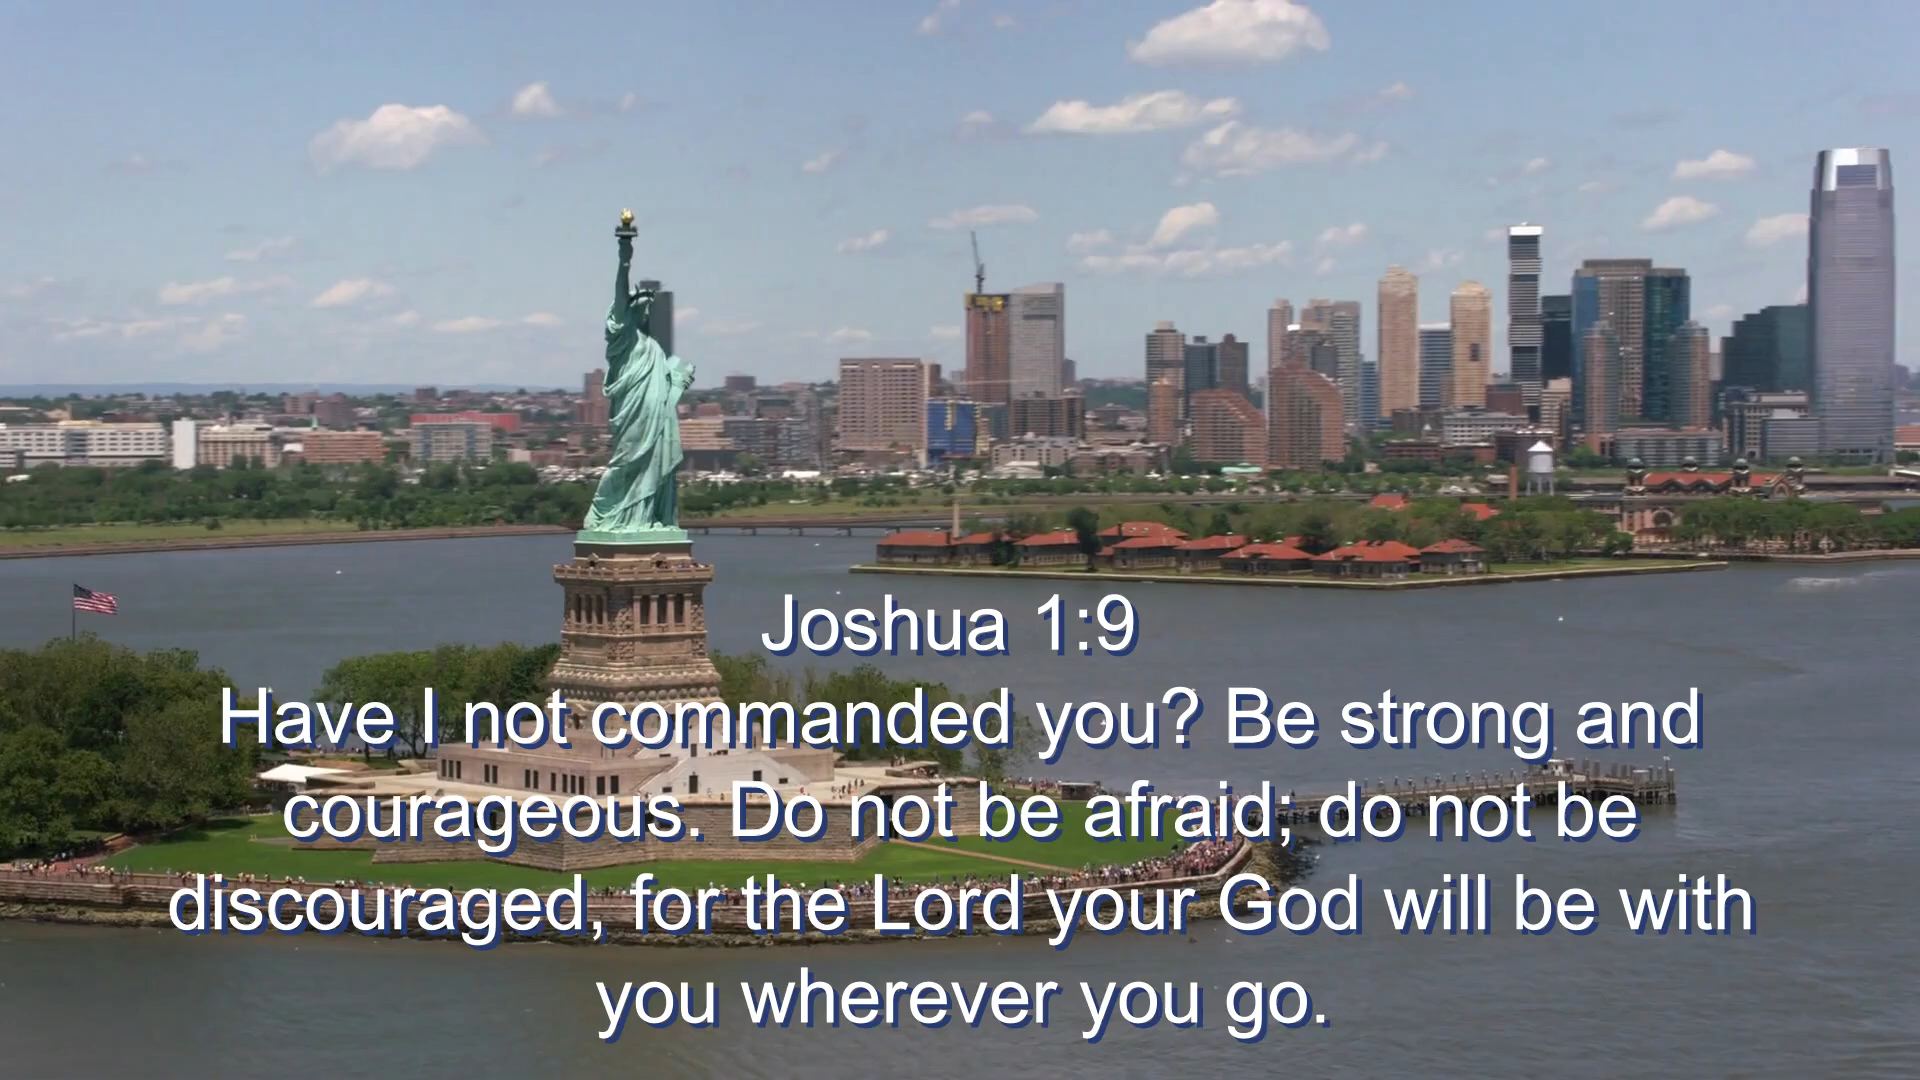 Joshua 1:9
Have I not commanded you? Be strong and
courageous. Do not be afraid; do not be
discouraged, for the Lord your God will be with
you wherever you go.